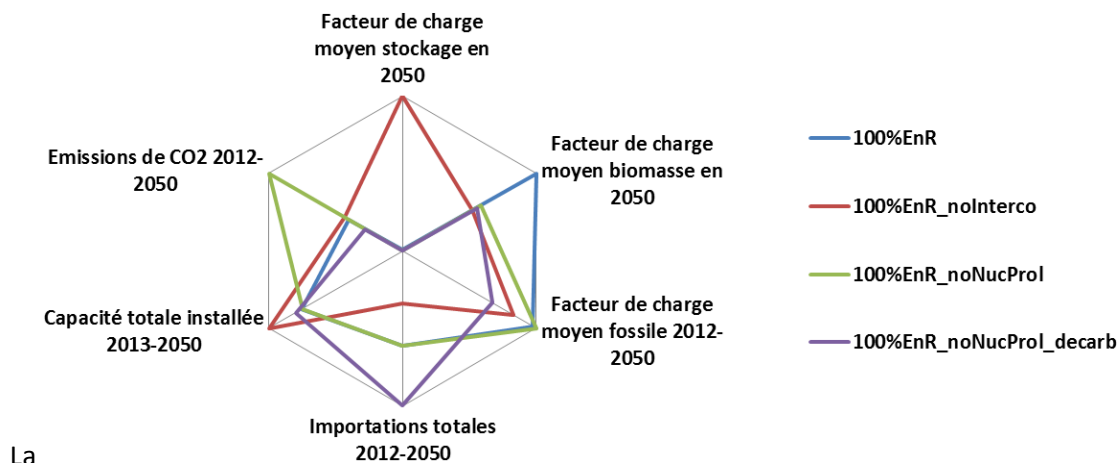 Facteur de charge
moyen stockage en
2050
Facteur de charge
moyen biomasse en
2050
Facteur de charge
moyen fossile 2012-
2050
Importations totales
2012-2050
Capacité totale installée
2013-2050
Emissions de CO2 2012-
2050
100%EnR
100%EnR_noInterco
100%EnR_noNucProl
100%EnR_noNucProl_decarb
La